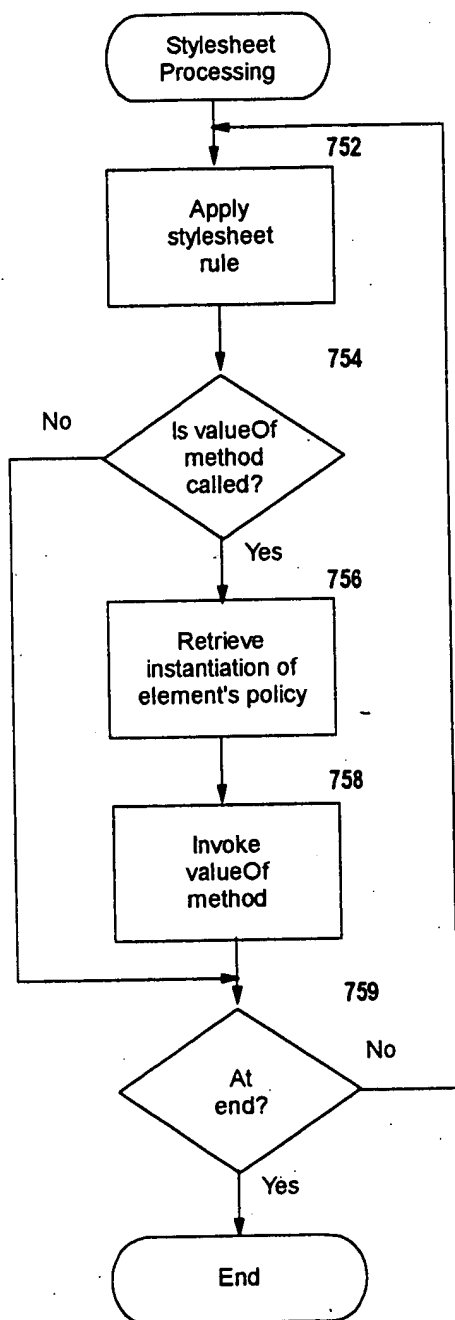 Stylesheet
Processing
752
Apply
stylesheet
rule
754
No
Is valueOf
method
called?
Yes
756
Retrieve
instantiation of
element's policy
758
Invoke
valueOf
method
759
No
At
end?
Yes
End